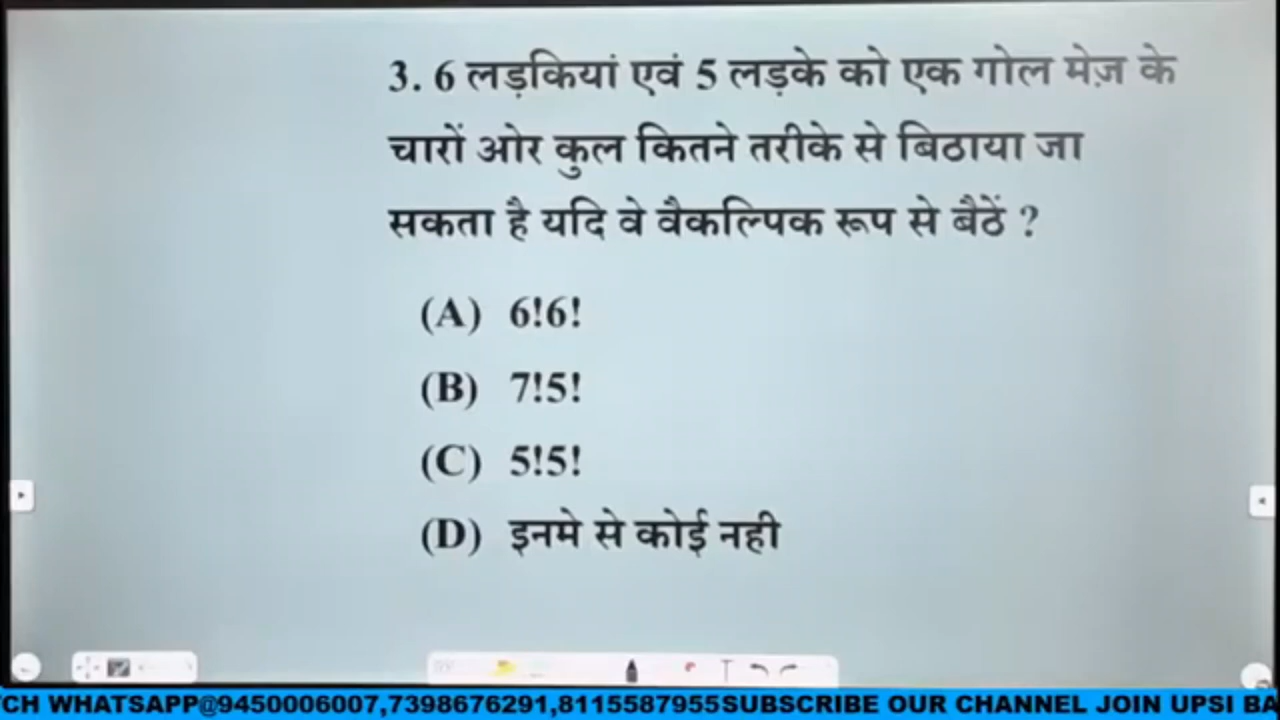 3. 6 लड़कियां एवं 5 लड़के को एक गोल मेज़ के
चारों ओर कुल कितने तरीके से बिठाया जा
सकता है यदि वे वैकल्पिक रूप से बैठें ?
(A) 6!6!
(B) 7!5!
(C) 5!5!
(D) इनमे से कोई नही
TCH WHATSAPP@9450006007,7398676291,8115587955SUBSCRIBE OUR CHANNEL JOIN UPSI BA